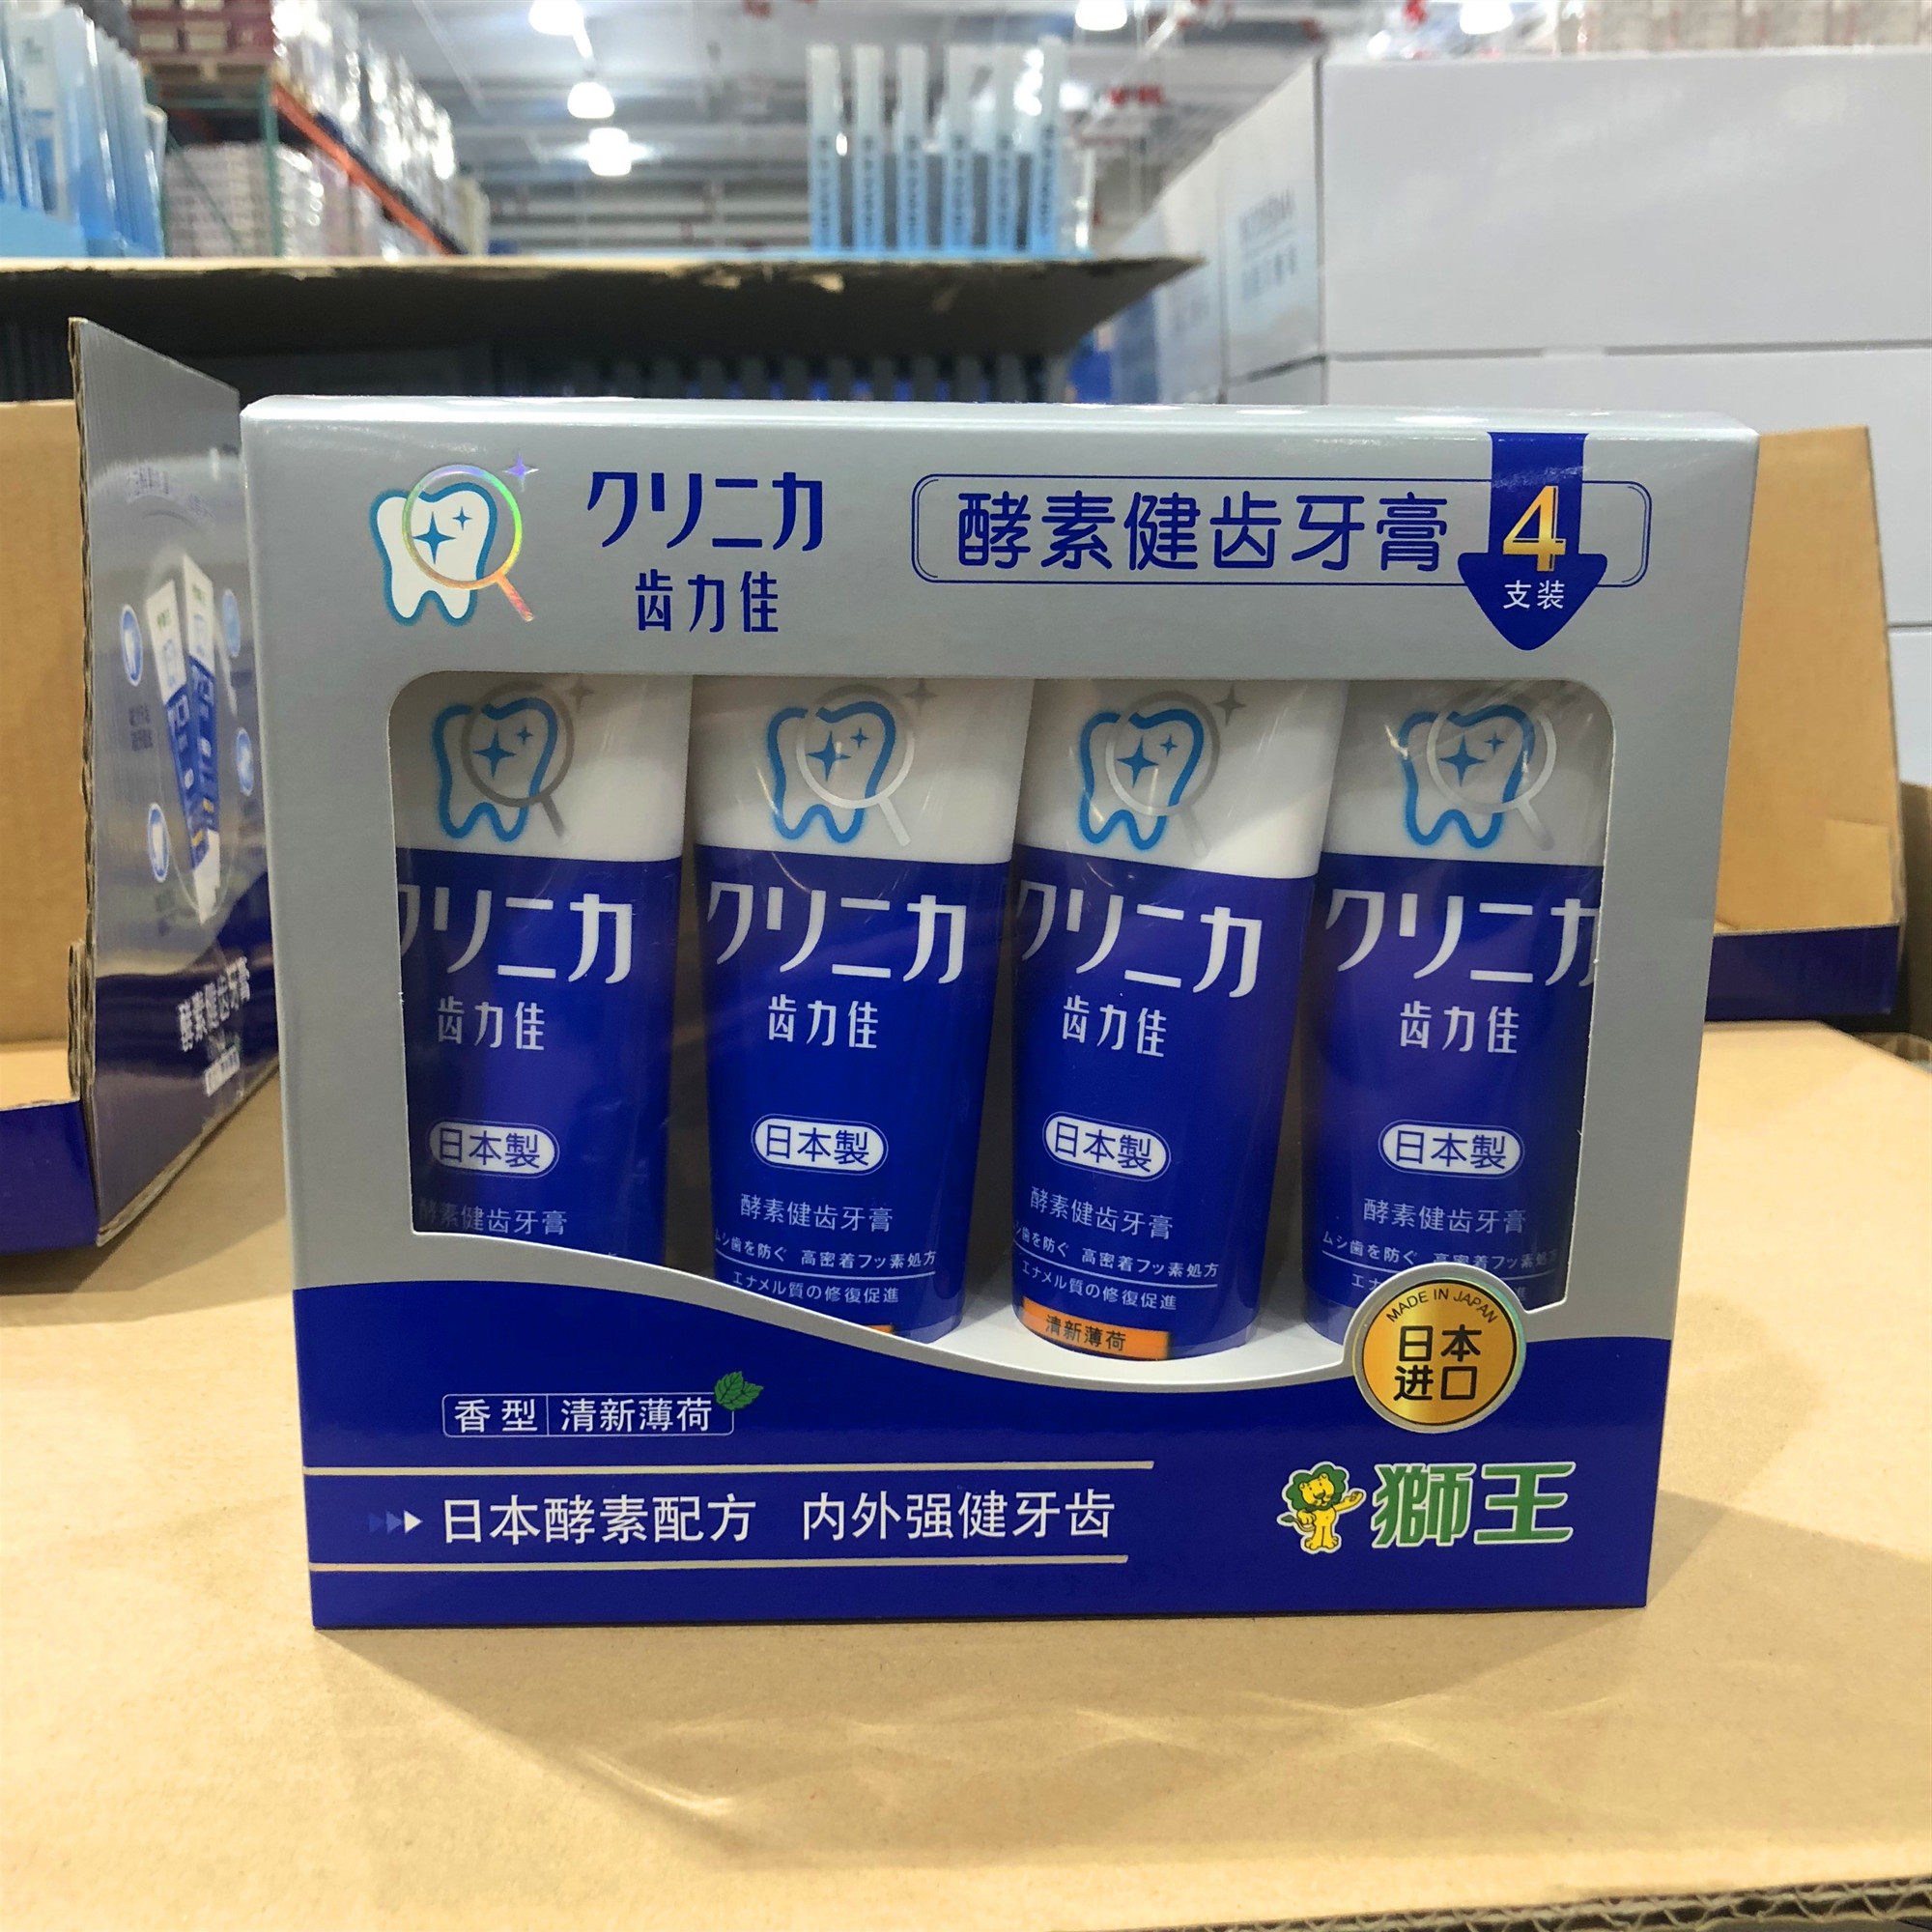 クリニカ
齿力佳
酵素健齿牙膏
4
支装
クリニカ
齿力佳
日本製
酵素健齿牙膏
クリニカ
齿力佳
日本製
酵素健齿牙膏
ムシ歯を防ぐ 高密着フッ素処方
エナメル質の修復促進
クリニカ
齿力佳
日本製
酵素健齿牙膏
ムシ歯を防ぐ 高密着フッ素処方
エナメル質の修復促進
清新薄荷
クリニカ
齿力佳
日本製
酵素健齿牙膏
ムシ歯を防ぐ 高密着フッ素処方
MADE IN JAPAN
日本
进口
香型 清新薄荷
日本酵素配方 内外强健牙齿
獅王
酵素健齿牙膏